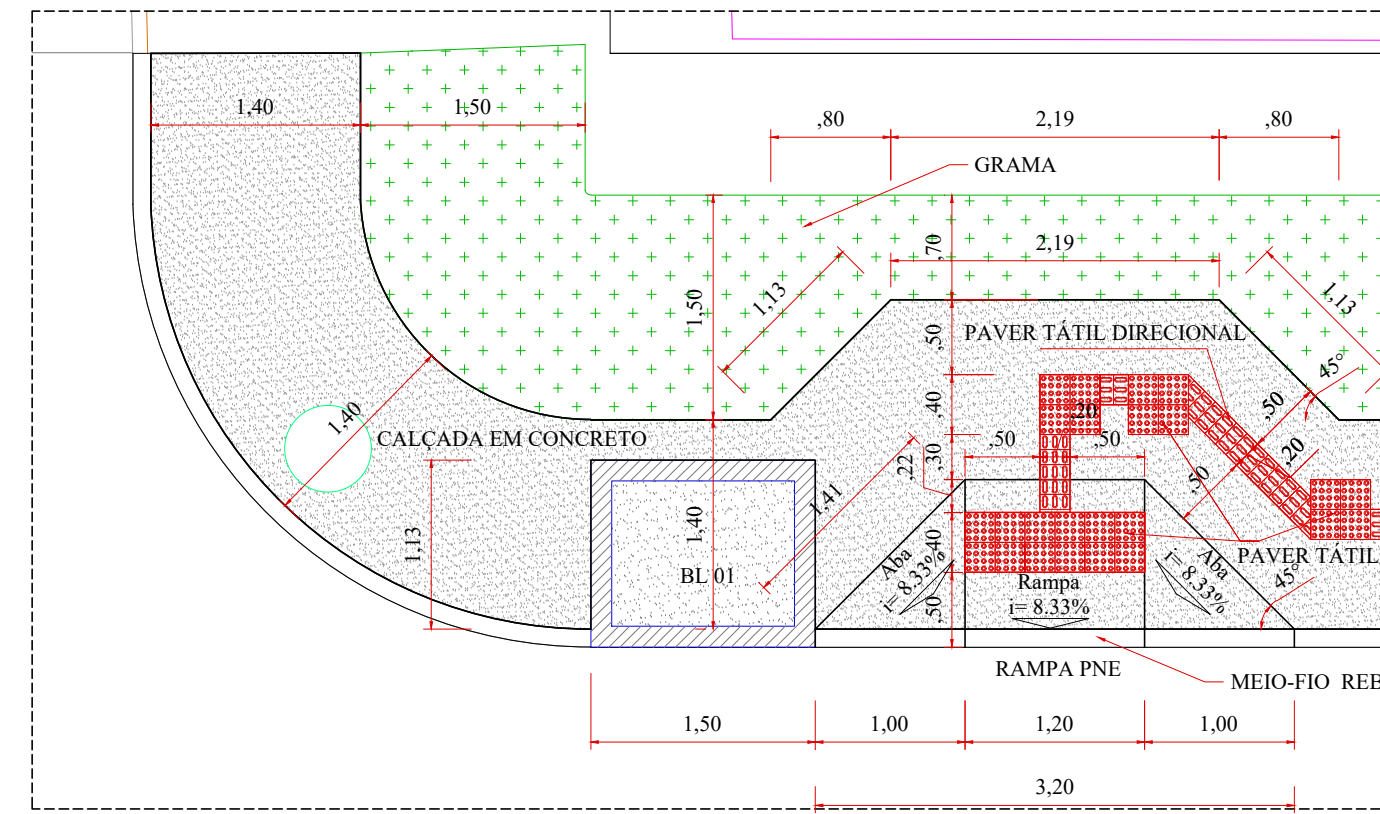 1,40
1,50
,80
2,19
,80
GRAMA
,70
2,19
1,50
1,13
1,13
,50
PAVER TÁTIL DIRECIONAL
45°
1,40
,40
,20
,50
CALÇADA EM CONCRETO
,50
,50
,30
,22
,20
,50
1,41
1,13
1,40
,40
PAVER TÁTIL
BL 01
Aba
i= 8.33%
Rampa
i= 8.33%
Aba
i= 8.33%
45°
,50
RAMPA PNE
MEIO-FIO REB
1,50
1,00
1,20
1,00
3,20